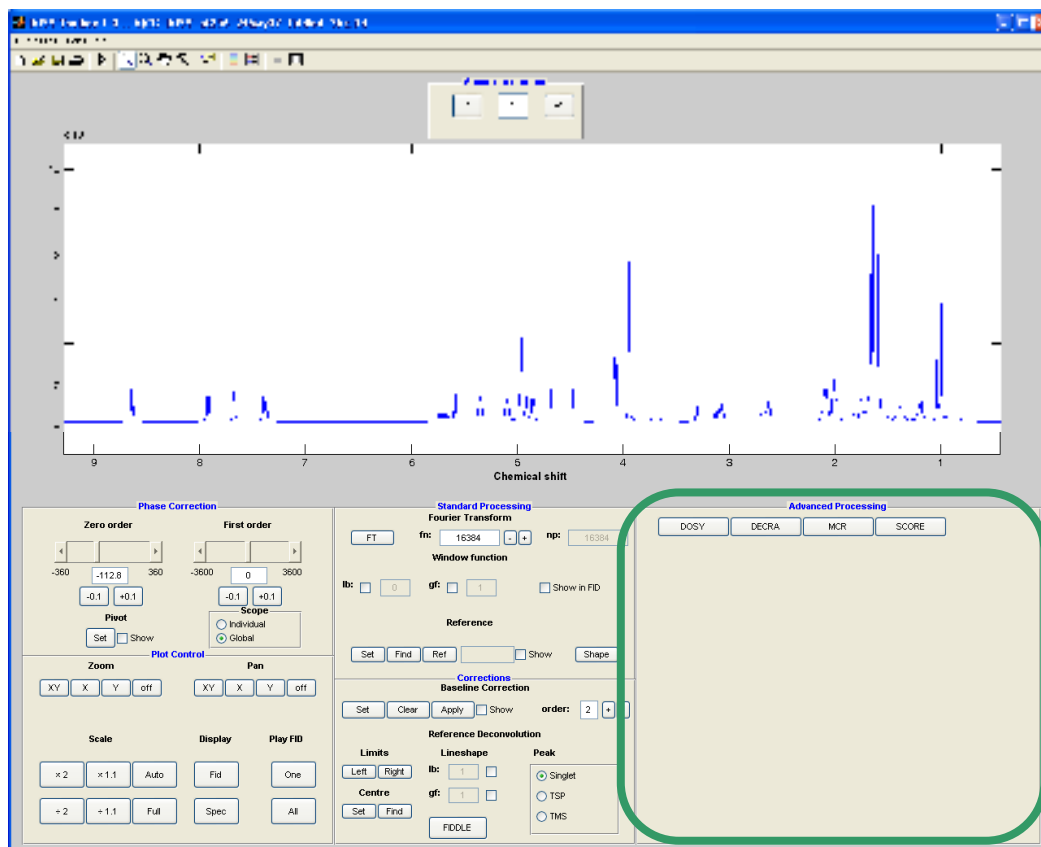 9 8 7 6 5 4 3 2 1
Chemical shift
Phase Correction
Zero order First order
-360 -112.8 360 -3600 0 3600
-0.1 +0.1 -0.1 +0.1
Pivot Scope
Set Show Individual
Global
Plot Control
Zoom Pan
XY X Y off XY X Y off
Scale Display Play FID
× 2 × 1.1 Auto Fid One
÷ 2 ÷ 1.1 Full Spec All
Standard Processing
Fourier Transform
FT fn: 16384 - + np: 16384
Window function
lb: 0 gf: 1 Show in FID
Reference
Set Find Ref Show Shape
Corrections
Baseline Correction
Set Clear Apply Show order: 2 +
Reference Deconvolution
Limits Lineshape Peak
Left Right lb: 1 Singlet
Centre gf: 1 TSP
Set Find TMS
FIDDLE
Advanced Processing
DOSY DECRA MCR SCORE